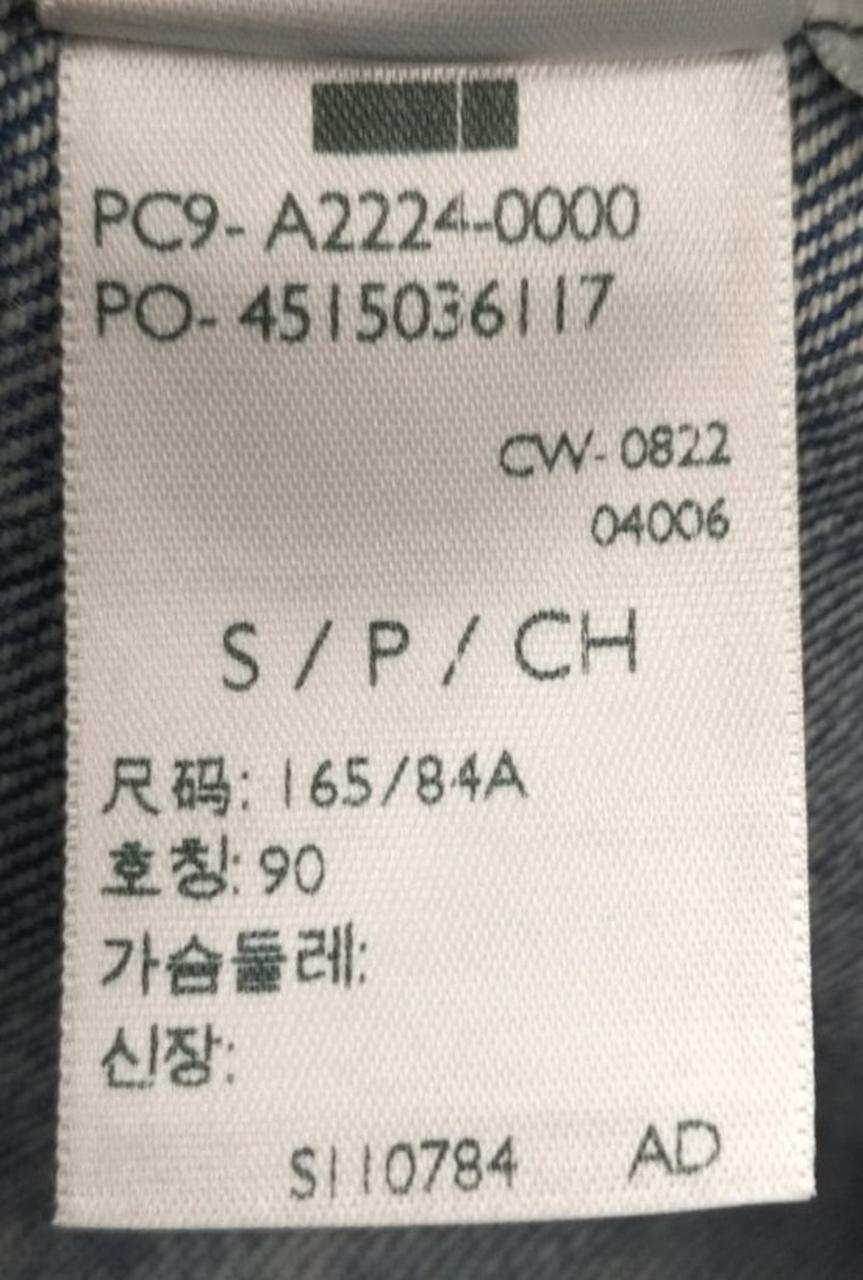 PC9- A2224-0000
PO- 4515036117
CW- 0822
04006
S / P / CH
尺码: 165/84A
호칭: 90
가슴둘레:
신장:
S110784 AD